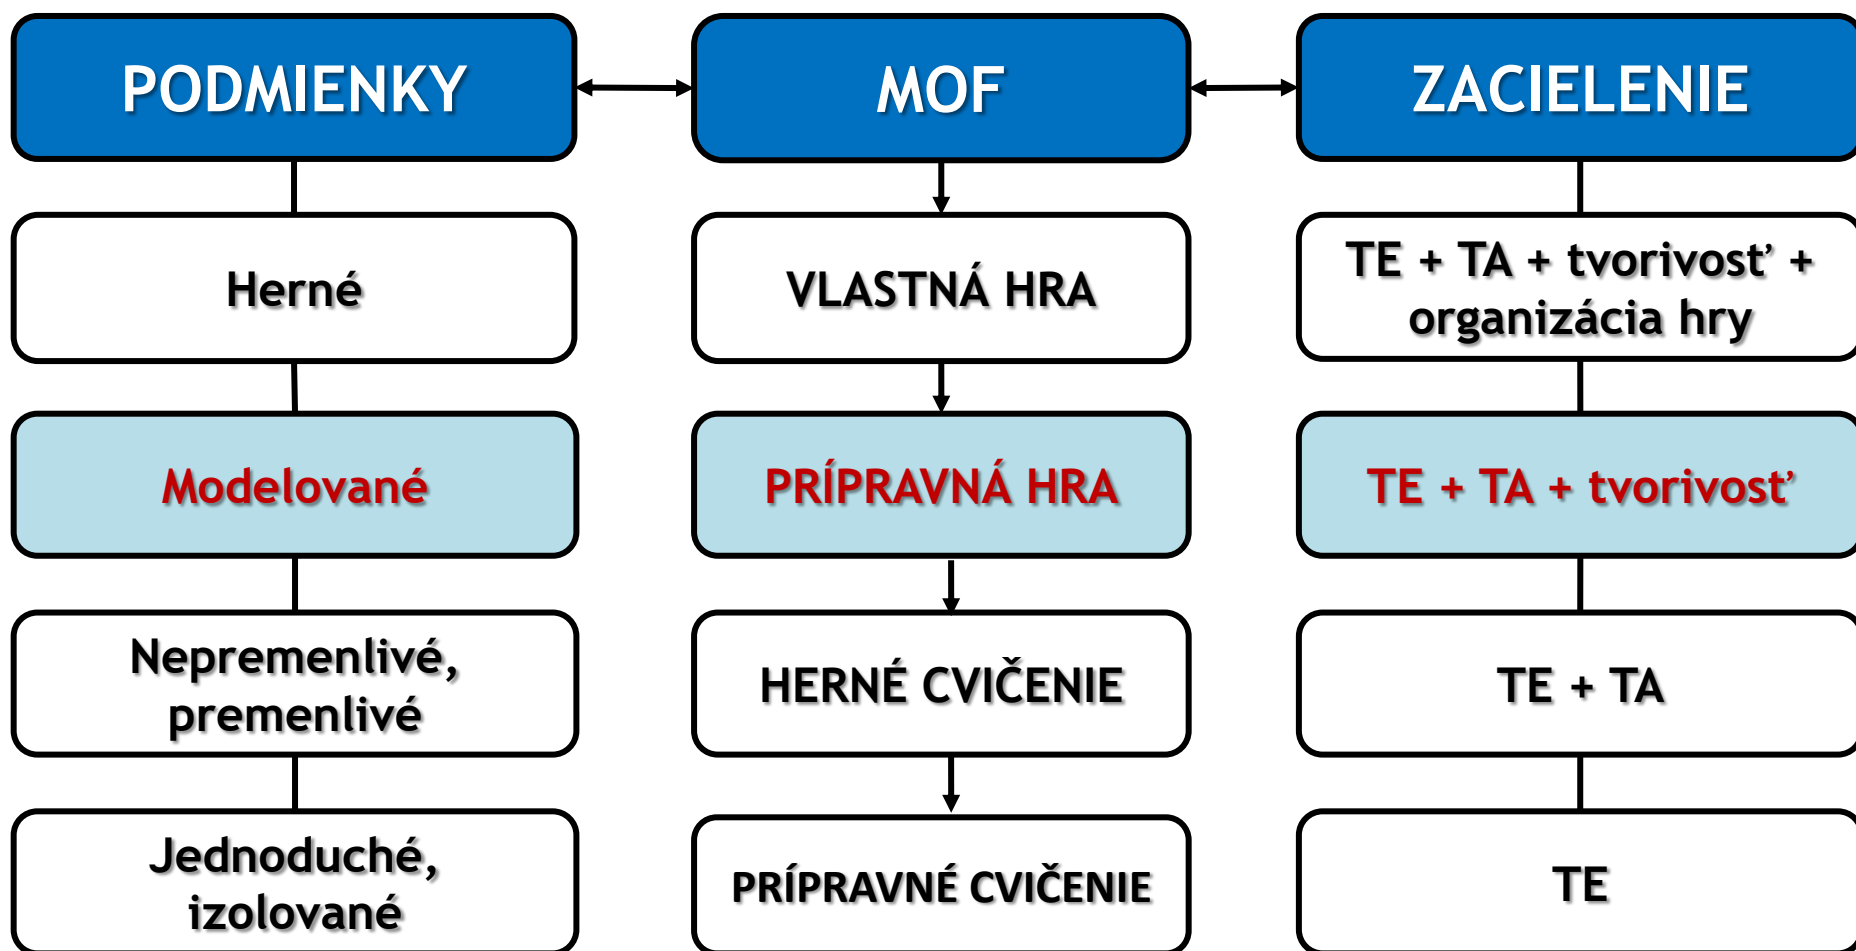 PODMIENKY
MOF
ZACIELENIE
Herné
VLASTNÁ HRA
TE + TA + tvorivosť +
organizácia hry
Modelované
PRÍPRAVNÁ HRA
TE + TA + tvorivosť
Nepremenlivé,
premenlivé
HERNÉ CVIČENIE
TE + TA
Jednoduché,
izolované
PRÍPRAVNÉ CVIČENIE
TE